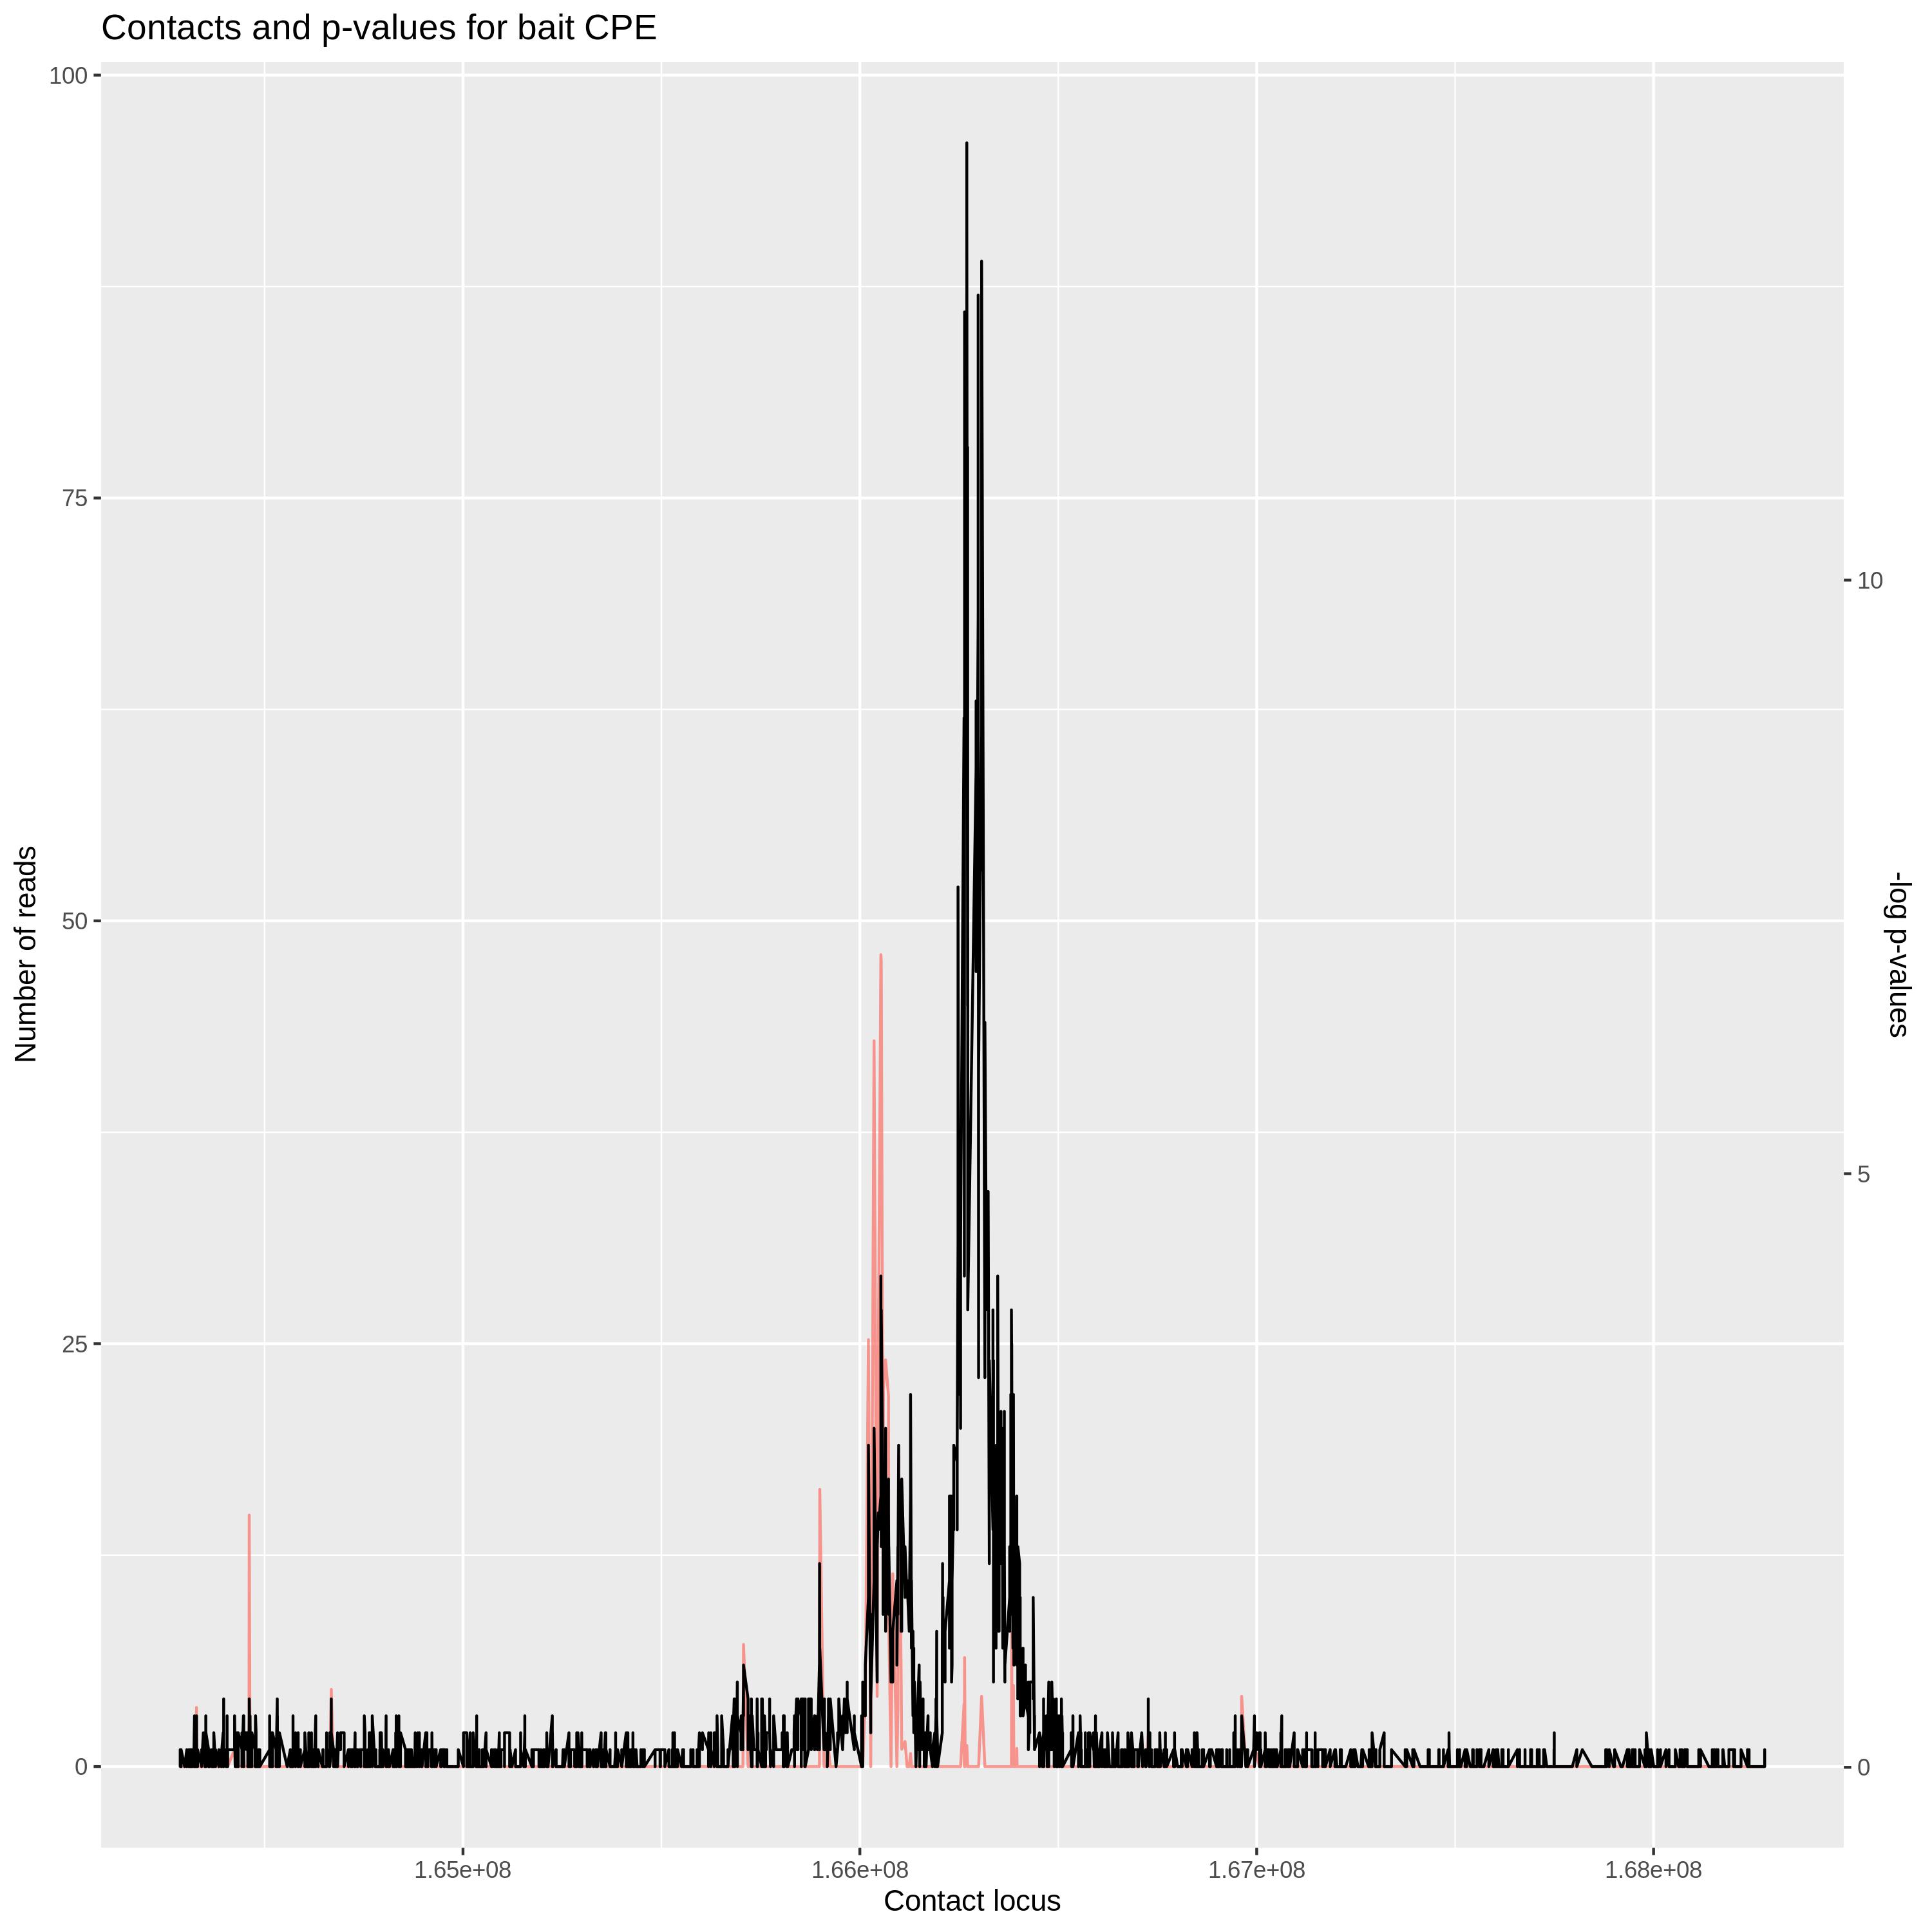 Contacts and p-values for bait CPE
100
75
50
25
0
Number of reads
10
5
0
-log p-values
1.65e+08
1.66e+08
1.67e+08
1.68e+08
Contact locus